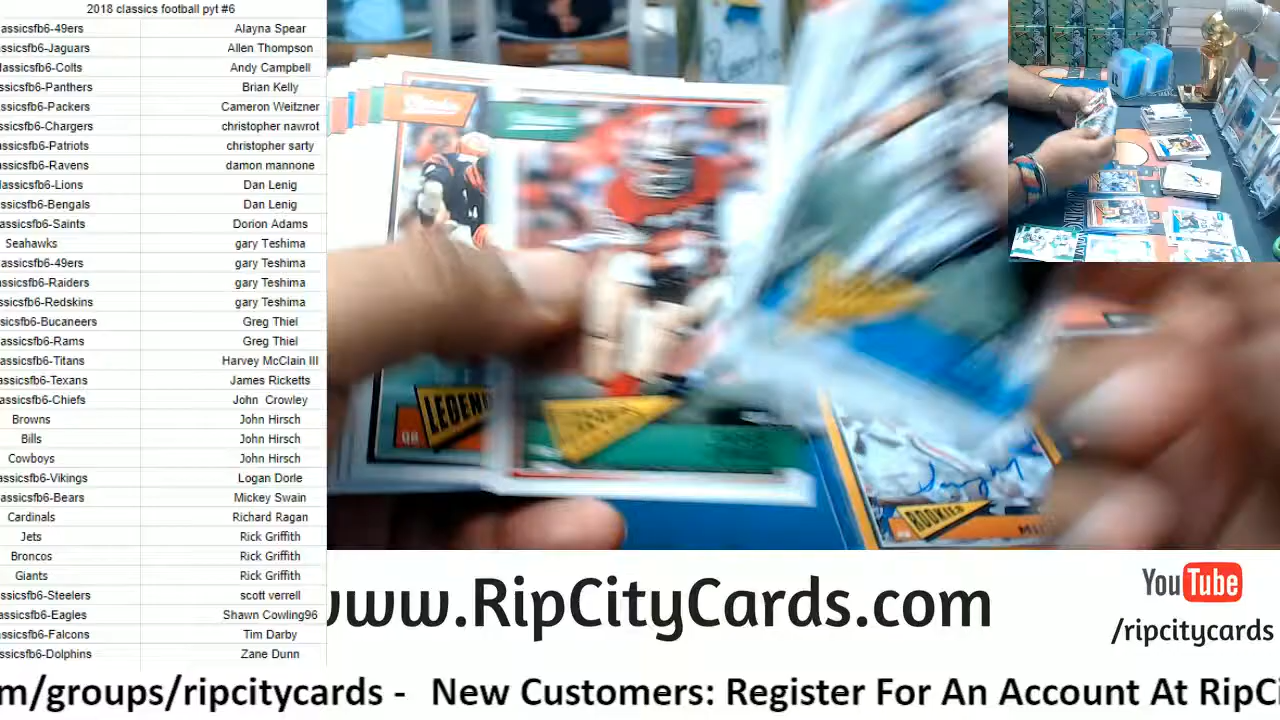 2018 classics football pyt #6
assicsfb6-49ers Alayna Spear
assicsfb6-Jaguars Allen Thompson
lassicsfb6-Colts Andy Campbell
assicsfb6-Panthers Brian Kelly
assicsfb6-Packers Cameron Weitzner
ssicsfb6-Chargers christopher nawrot
ssicsfb6-Patriots christopher sarty
assicsfb6-Ravens damon mannone
lassicsfb6-Lions Dan Lenig
assicsfb6-Bengals Dan Lenig
assicsfb6-Saints Dorion Adams
Seahawks gary Teshima
assicsfb6-49ers gary Teshima
assicsfb6-Raiders gary Teshima
ssicsfb6-Redskins gary Teshima
sicsfb6-Bucaneers Greg Thiel
assicsfb6-Rams Greg Thiel
assicsfb6-Titans Harvey McClain III
assicsfb6-Texans James Ricketts
assicsfb6-Chiefs John Crowley
Browns John Hirsch
Bills John Hirsch
Cowboys John Hirsch
assicsfb6-Vikings Logan Dorle
assicsfb6-Bears Mickey Swain
Cardinals Richard Ragan
Jets Rick Griffith
Broncos Rick Griffith
Giants Rick Griffith
ssicsfb6-Steelers scott verrell
assicsfb6-Eagles Shawn Cowling96
assicsfb6-Falcons Tim Darby
ssicsfb6-Dolphins Zane Dunn
LEGEND
QB
ROOKIES
www.RipCityCards.com
YouTube
/ripcitycards
m/groups/ripcitycards - New Customers: Register For An Account At RipCi